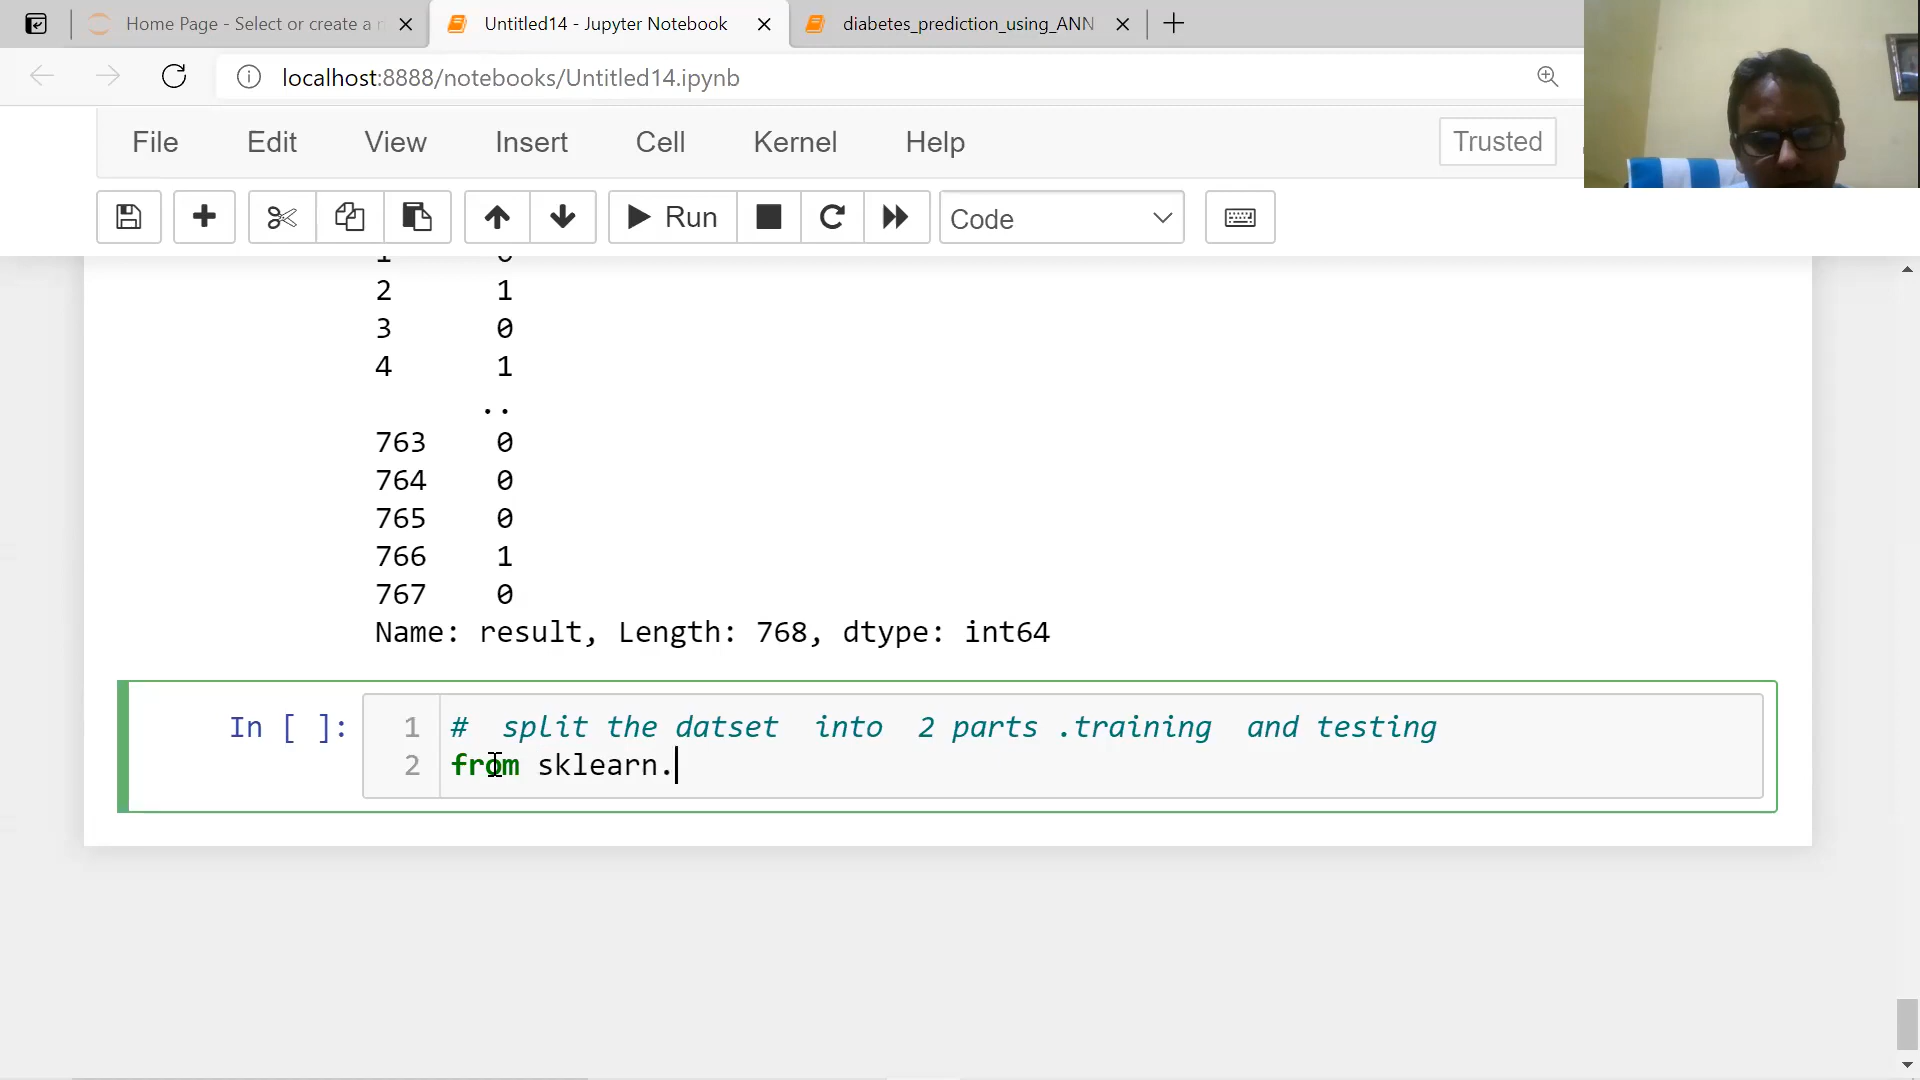 Home Page - Select or create a n
Untitled14 - Jupyter Notebook
diabetes_prediction_using_ANN
localhost:8888/notebooks/Untitled14.ipynb
File Edit View Insert Cell Kernel Help Trusted
Run Code
1 0
2 1
3 0
4 1
..
763 0
764 0
765 0
766 1
767 0
Name: result, Length: 768, dtype: int64
In [ ]: 1 # split the datset into 2 parts .training and testing
2 from sklearn.